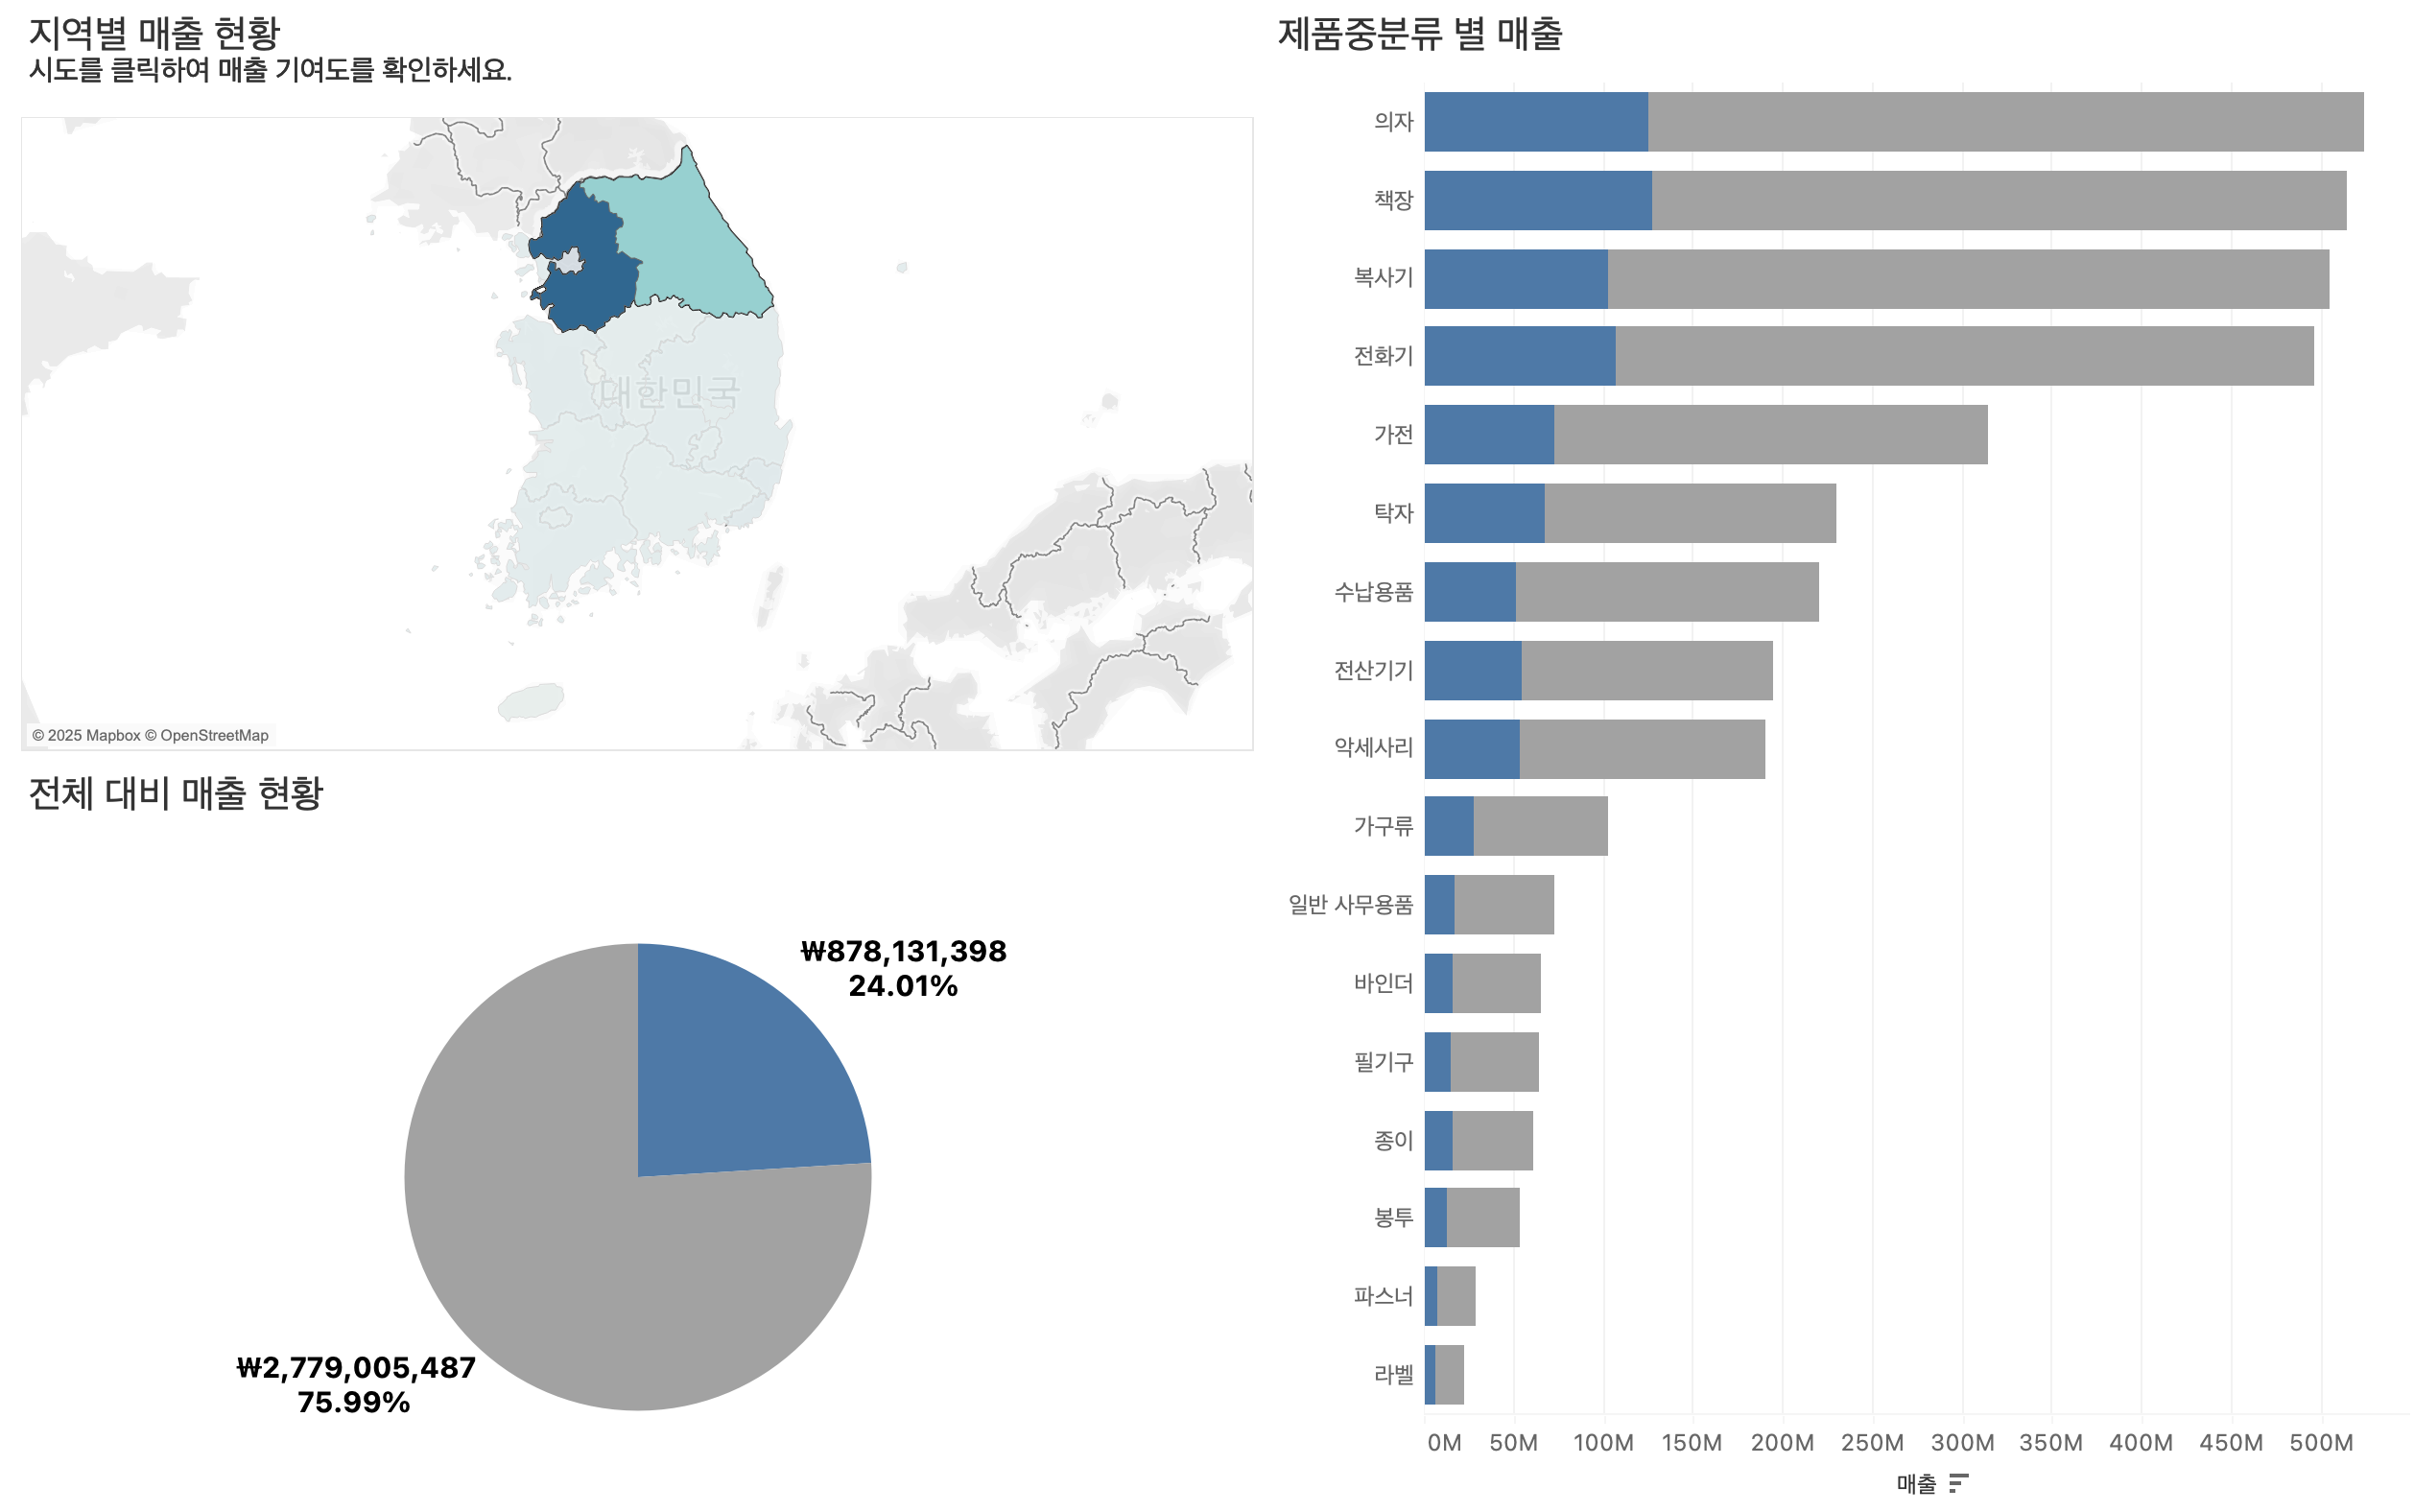 지역별 매출 현황
시도를 클릭하여 매출 기여도를 확인하세요.
대한민국
© 2025 Mapbox © OpenStreetMap
전체 대비 매출 현황
₩878,131,398
24.01%
₩2,779,005,487
75.99%
제품중분류 별 매출
의자
책장
복사기
전화기
가전
탁자
수납용품
전산기기
악세사리
가구류
일반 사무용품
바인더
필기구
종이
봉투
파스너
라벨
0M 50M 100M 150M 200M 250M 300M 350M 400M 450M 500M
매출